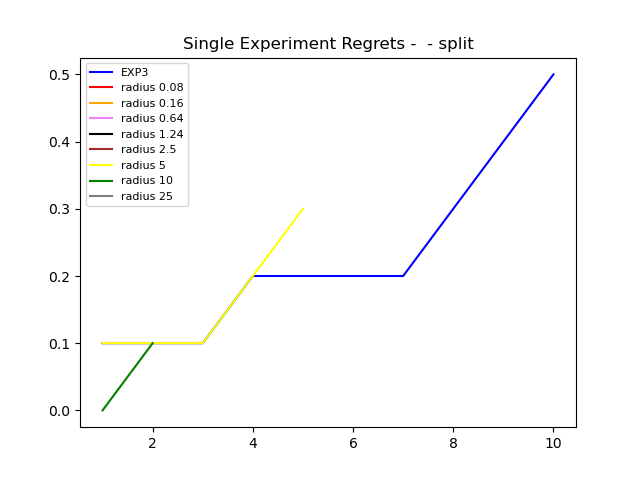 Single Experiment Regrets -  - split
EXP3
radius 0.08
radius 0.16
radius 0.64
radius 1.24
radius 2.5
radius 5
radius 10
radius 25
0.5
0.4
0.3
0.2
0.1
0.0
2
4
6
8
10